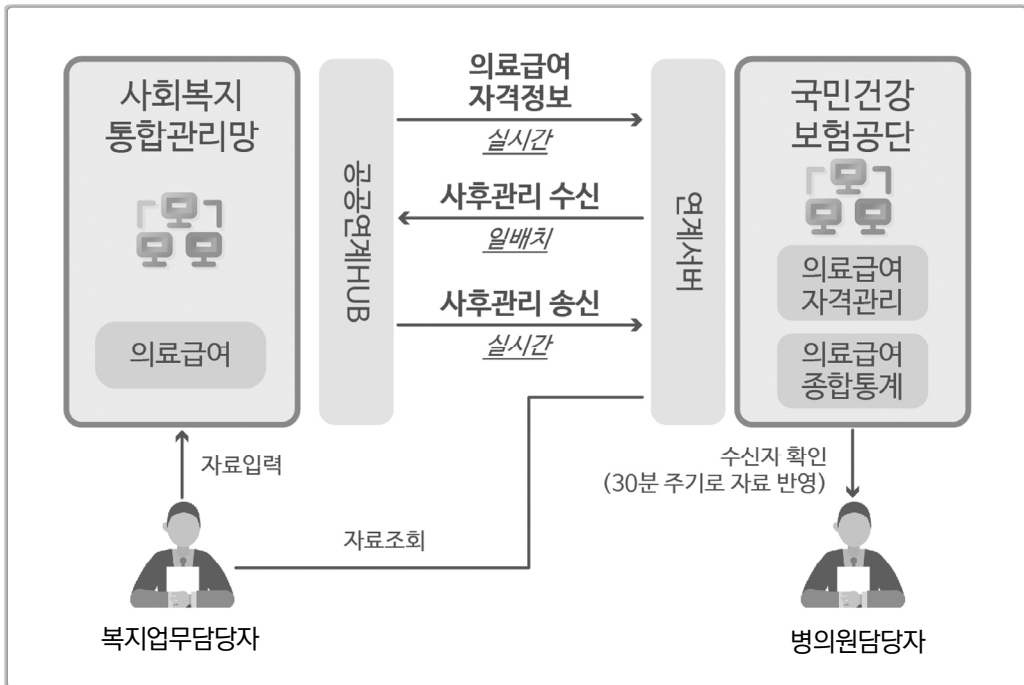 사회복지
통합관리망
의료급여
공공연계HUB
의료급여
자격정보
실시간
사후관리 수신
일배치
사후관리 송신
실시간
연계서버
국민건강
보험공단
의료급여
자격관리
의료급여
종합통계
자료입력
수신자 확인
(30분 주기로 자료 반영)
자료조회
복지업무담당자
병의원담당자